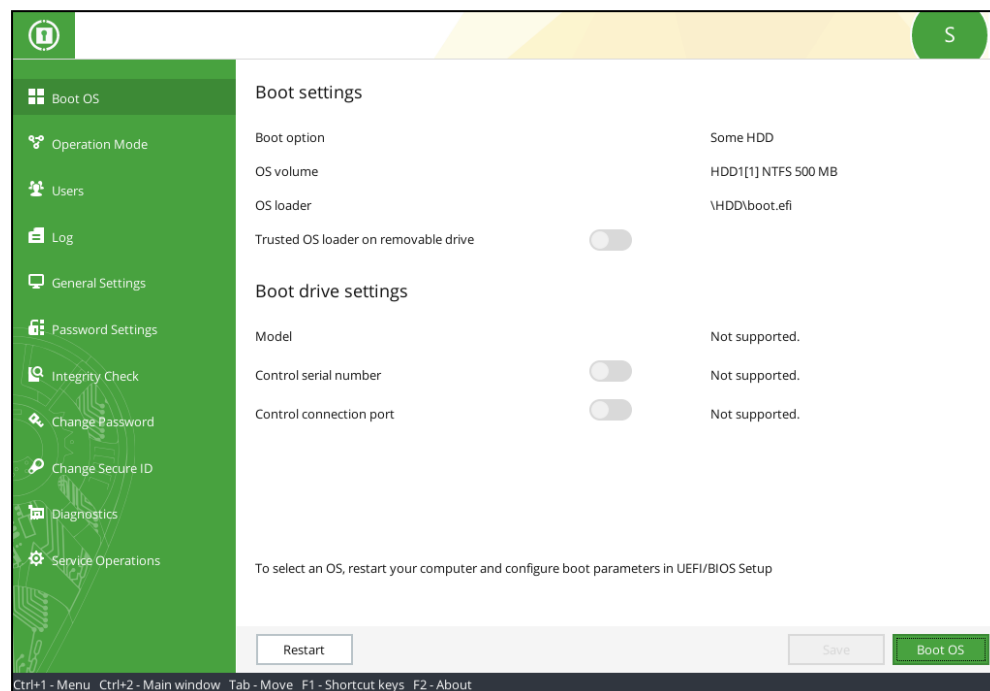 S
Boot OS
Operation Mode
Users
Log
General Settings
Password Settings
Integrity Check
Change Password
Change Secure ID
Diagnostics
Service Operations
Boot settings
Boot option Some HDD
OS volume HDD1[1] NTFS 500 MB
OS loader \HDD\boot.efi
Trusted OS loader on removable drive
Boot drive settings
Model Not supported.
Control serial number Not supported.
Control connection port Not supported.
To select an OS, restart your computer and configure boot parameters in UEFI/BIOS Setup
Restart Save Boot OS
Ctrl+1 - Menu Ctrl+2 - Main window Tab - Move F1 - Shortcut keys F2 - About